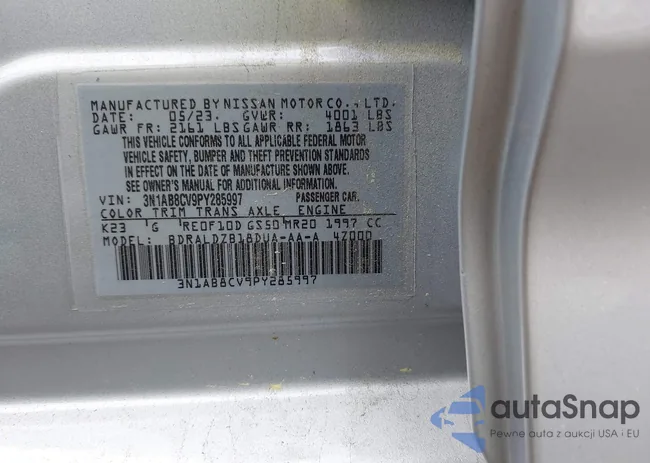 MANUFACTURED BY NISSAN MOTOR CO., LTD.
DATE: 05/23. GVWR: 4001 LBS
GAWR FR: 2161 LBS GAWR RR: 1863 LBS
THIS VEHICLE CONFORMS TO ALL APPLICABLE FEDERAL MOTOR
VEHICLE SAFETY, BUMPER AND THEFT PREVENTION STANDARDS
IN EFFECT ON THE DATE OF MANUFACTURE SHOWN ABOVE.
SEE OWNER'S MANUAL FOR ADDITIONAL INFORMATION.
VIN: 3N1AB8CV9PY285997 PASSENGER CAR.
COLOR TRIM TRANS AXLE ENGINE
K23 G RE0F10D GS50 MR20 1997 CC
MODEL: BDRALDZB18DUA-AA-A 4Z000
3N1AB8CV9PY285997
autaSnap
Pewne auta z aukcji USA i EU